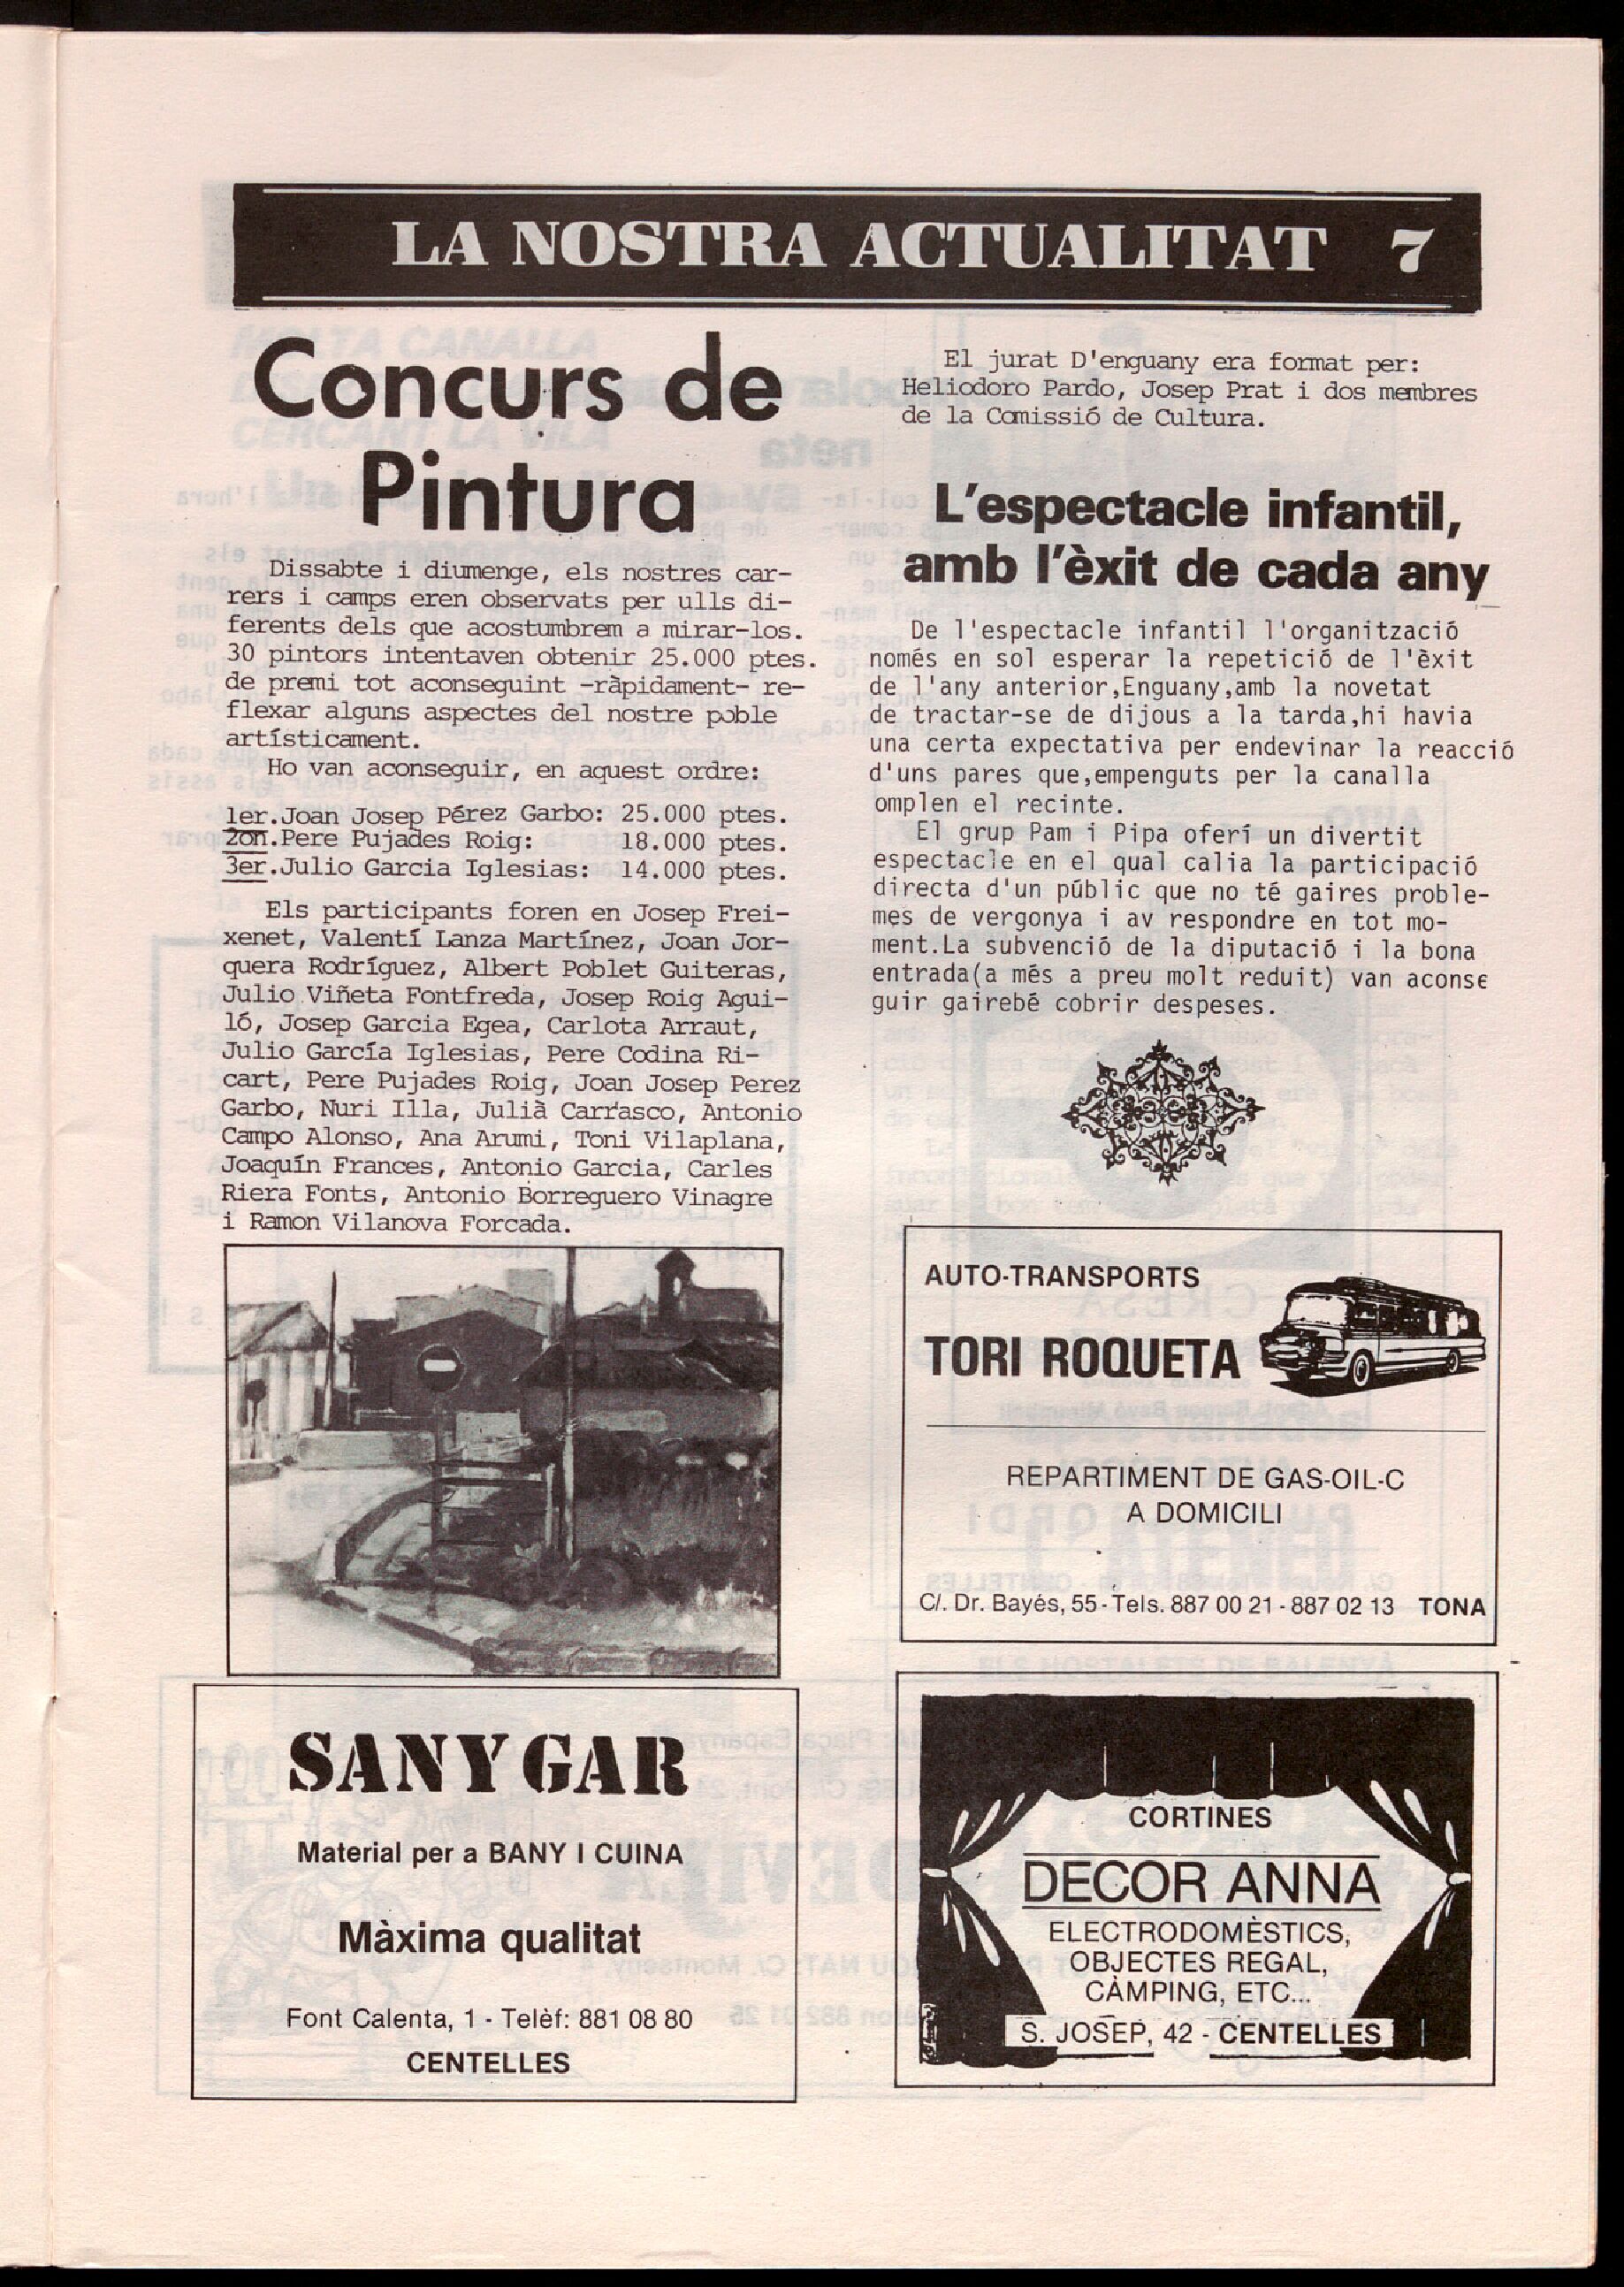 LA NOSTRA ACTUALITAT 7
Concurs de
Pintura
Dissabte i diumenge, els nostres car-
rers i camps eren observats per ulls di-
ferents dels que acostumbrem a mirar-los.
30 pintors intentaven obtenir 25.000 ptes.
de premi tot aconseguint -ràpidament- re-
flexar alguns aspectes del nostre poble
artísticament.
Ho van aconseguir, en aquest ordre:
1er.Joan Josep Pérez Garbo: 25.000 ptes.
2on.Pere Pujades Roig: 18.000 ptes.
3er.Julio Garcia Iglesias: 14.000 ptes.
Els participants foren en Josep Frei-
xenet, Valentí Lanza Martínez, Joan Jor-
quera Rodríguez, Albert Poblet Guiteras,
Julio Viñeta Fontfreda, Josep Roig Agui-
ló, Josep Garcia Egea, Carlota Arraut,
Julio García Iglesias, Pere Codina Ri-
cart, Pere Pujades Roig, Joan Josep Perez
Garbo, Nuri Illa, Julià Carrasco, Antonio
Campo Alonso, Ana Arumi, Toni Vilaplana,
Joaquín Frances, Antonio Garcia, Carles
Riera Fonts, Antonio Borreguero Vinagre
i Ramon Vilanova Forcada.
El jurat D'enguany era format per:
Heliodoro Pardo, Josep Prat i dos membres
de la Comissió de Cultura.
L'espectacle infantil,
amb l'èxit de cada any
De l'espectacle infantil l'organització
només en sol esperar la repetició de l'èxit
de l'any anterior,Enguany,amb la novetat
de tractar-se de dijous a la tarda,hi havia
una certa expectativa per endevinar la reacció
d'uns pares que,empenguts per la canalla
omplen el recinte.
El grup Pam i Pipa oferí un divertit
espectacle en el qual calia la participació
directa d'un públic que no té gaires proble-
mes de vergonya i av respondre en tot mo-
ment.La subvenció de la diputació i la bona
entrada(a més a preu molt reduit) van aconse
guir gairebé cobrir despeses.
AUTO-TRANSPORTS
TORI ROQUETA
REPARTIMENT DE GAS-OIL-C
A DOMICILI
C/. Dr. Bayés, 55 - Tels. 887 00 21 - 887 02 13 TONA
SANYGAR
Material per a BANY I CUINA
Màxima qualitat
Font Calenta, 1 - Telèf: 881 08 80
CENTELLES
CORTINES
DECOR ANNA
ELECTRODOMÈSTICS,
OBJECTES REGAL,
CÀMPING, ETC...
S. JOSEP, 42 - CENTELLES